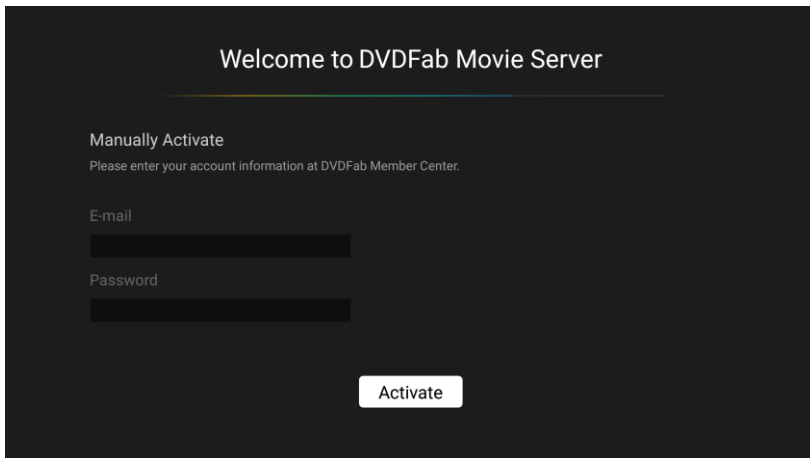 Welcome to DVDFab Movie Server
Manually Activate
Please enter your account information at DVDFab Member Center.
E-mail
Password
Activate